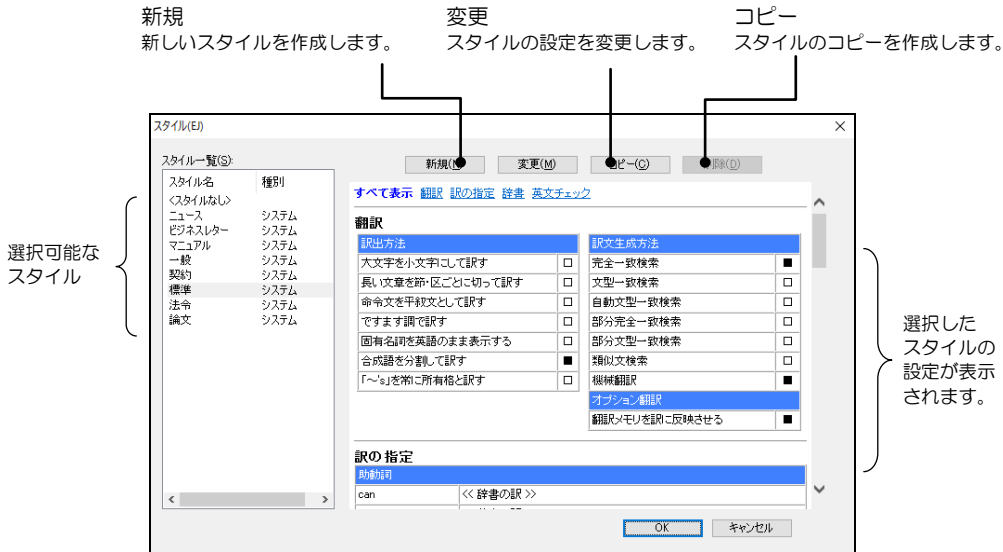 新規
新しいスタイルを作成します。
変更
スタイルの設定を変更します。
コピー
スタイルのコピーを作成します。
スタイル(EJ)
スタイル一覧(S):
新規(N)
変更(M)
コピー(C)
削除(D)
スタイル名 種別
<スタイルなし>
ニュース システム
ビジネスレター システム
マニュアル システム
一般 システム
契約 システム
標準 システム
法令 システム
論文 システム
選択可能な
スタイル
すべて表示 翻訳 訳の指定 辞書 英文チェック
翻訳
訳出方法
大文字を小文字にして訳す □
長い文章を節・区ごとに切って訳す □
命令文を平叙文として訳す □
ですます調で訳す □
固有名詞を英語のまま表示する □
合成語を分割して訳す ■
「~'s」を常に所有格と訳す □
訳文生成方法
完全一致検索 ■
文型一致検索 □
自動文型一致検索 □
部分完全一致検索 □
部分文型一致検索 □
類似文検索 □
機械翻訳 ■
オプション翻訳
翻訳メモリを訳に反映させる ■
訳の指定
助動詞
can << 辞書の訳 >>
選択した
スタイルの
設定が表示
されます。
OK
キャンセル